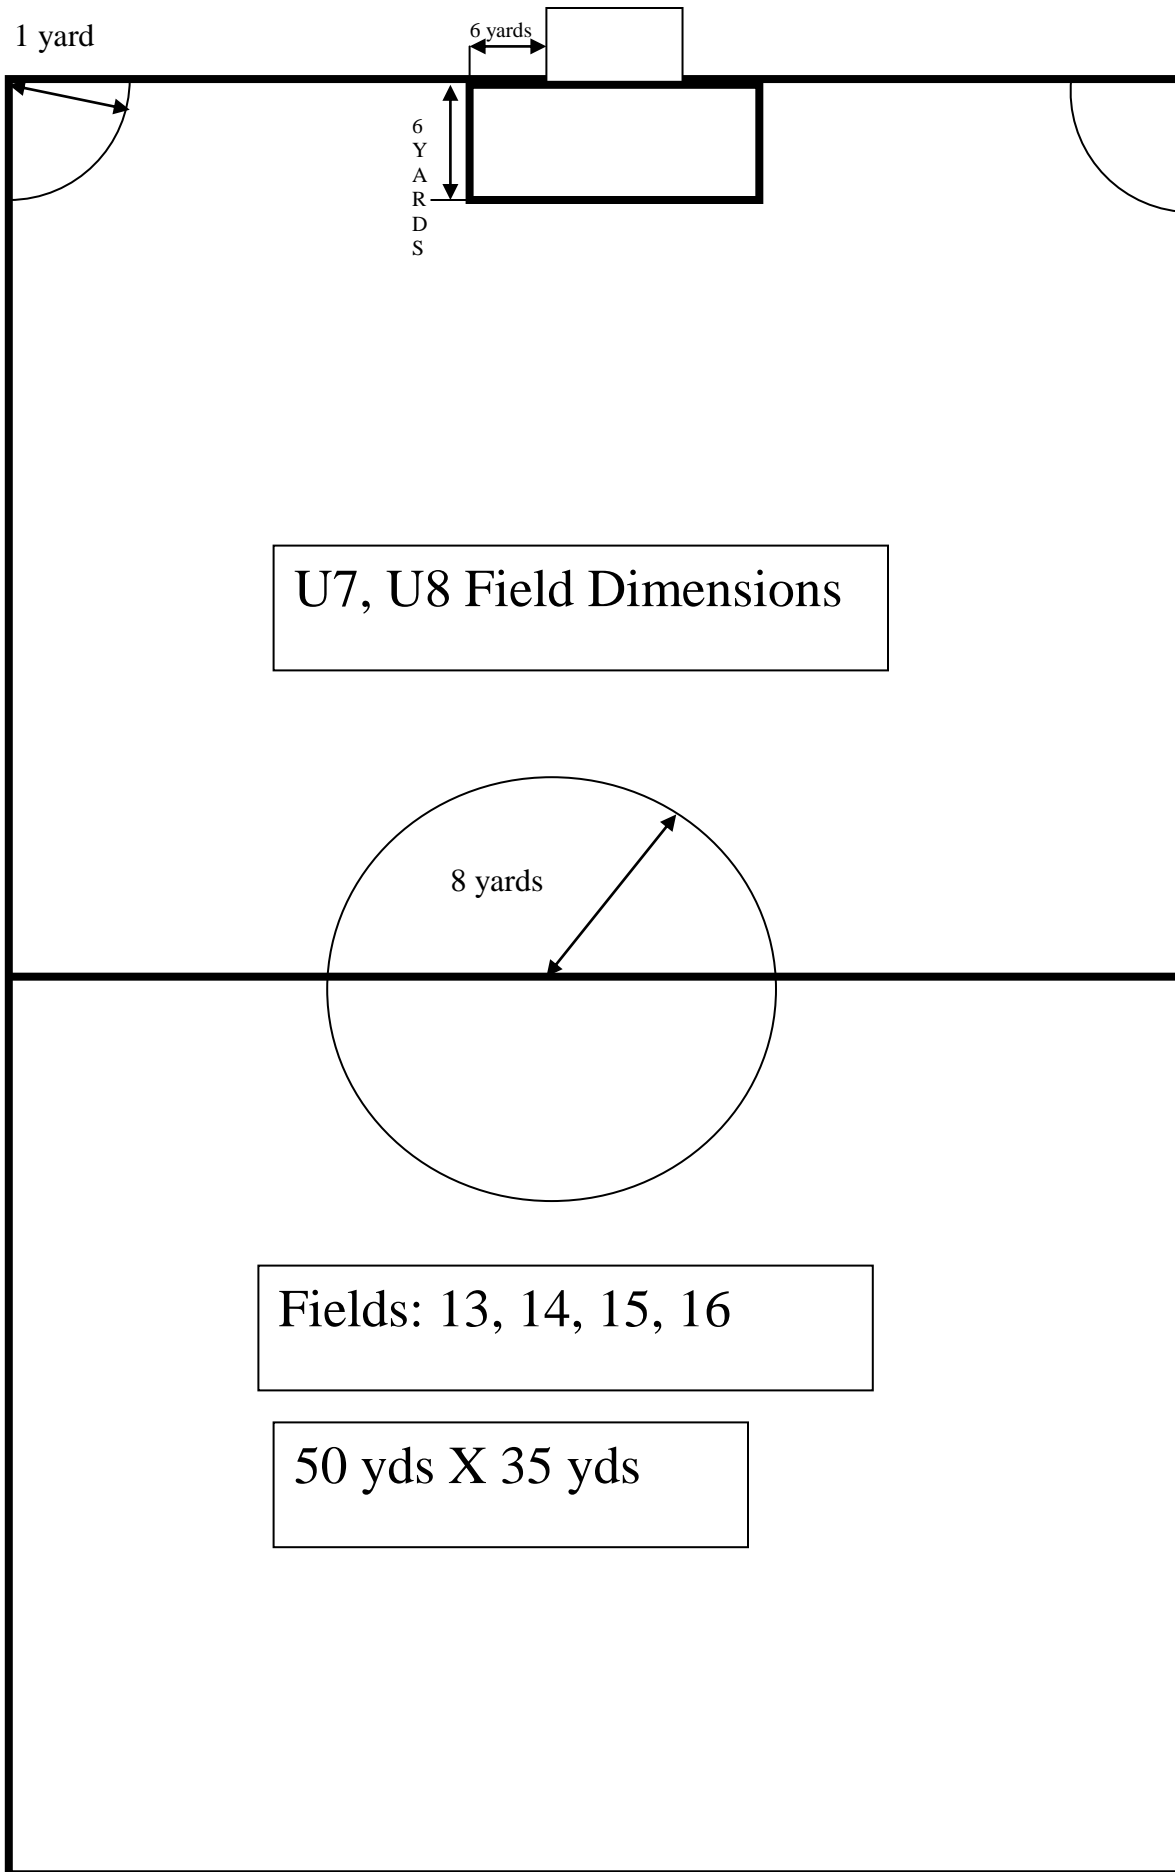 1 yard
6 yards
6
Y
A
R
D
S
U7, U8 Field Dimensions
8 yards
Fields: 13, 14, 15, 16
50 yds X 35 yds